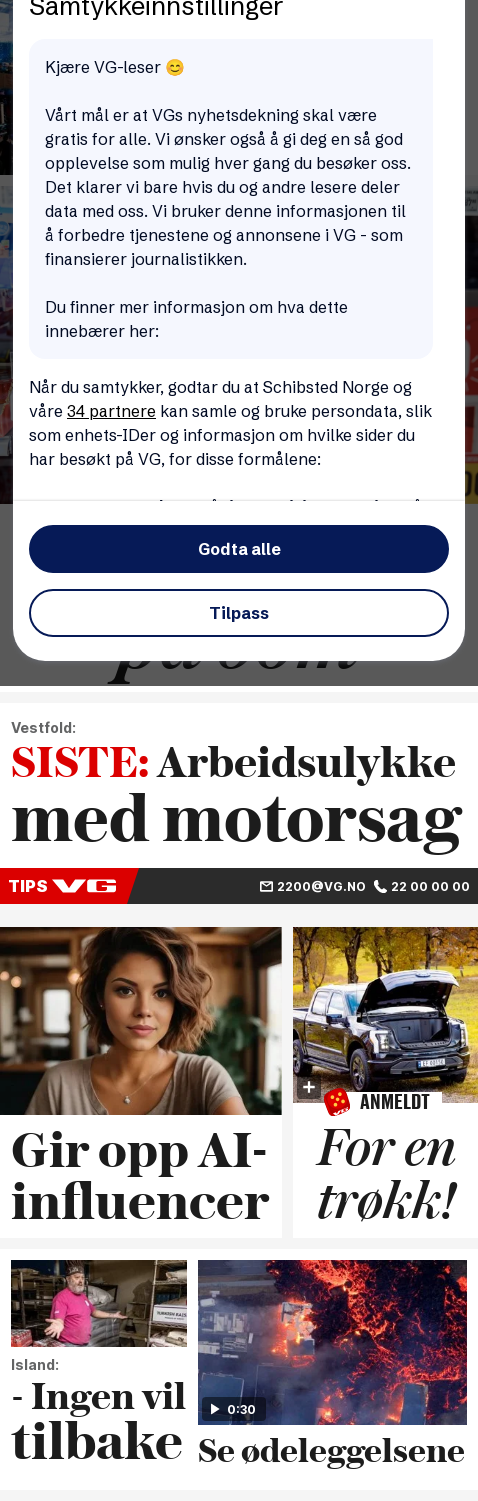 Samtykkeinnstillinger
Kjære VG-leser 😊
Vårt mål er at VGs nyhetsdekning skal være
gratis for alle. Vi ønsker også å gi deg en så god
opplevelse som mulig hver gang du besøker oss.
Det klarer vi bare hvis du og andre lesere deler
data med oss. Vi bruker denne informasjonen til
å forbedre tjenestene og annonsene i VG - som
finansierer journalistikken.
Du finner mer informasjon om hva dette
innebærer her:
Når du samtykker, godtar du at Schibsted Norge og
våre 34 partnere kan samle og bruke persondata, slik
som enhets-IDer og informasjon om hvilke sider du
har besøkt på VG, for disse formålene:
Godta alle
Tilpass
på 80m
Vestfold:
SISTE: Arbeidsulykke
med motorsag
TIPS VG
2200@VG.NO 22 00 00 00
Gir opp AI-
influencer
ANMELDT
For en
trøkk!
Island:
- Ingen vil
tilbake
0:30
Se ødeleggelsene